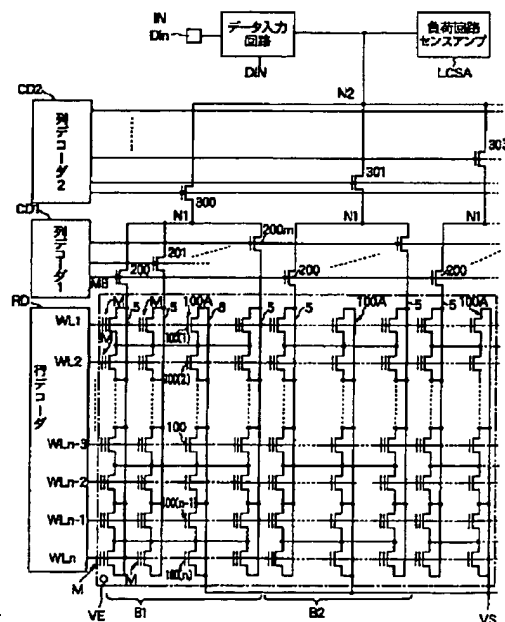 IN
Din
データ入力
回路
DIN
負荷回路
センスアンプ
LCSA
CD2
列デコーダ2
N2
303
301
300
N1
N1
N1
CD1
列デコーダ1
200
201
200m
200
200
MB
RD
行デコーダ
M
M
5
5
100A
6
5
5
100A
5
5
100A
WL1
100(1)
M
WL2
100(2)
100
WLn-3
WLn-2
100(n-1)
WLn-1
100(n)
WLn
M
M
VE
B1
B2
VS